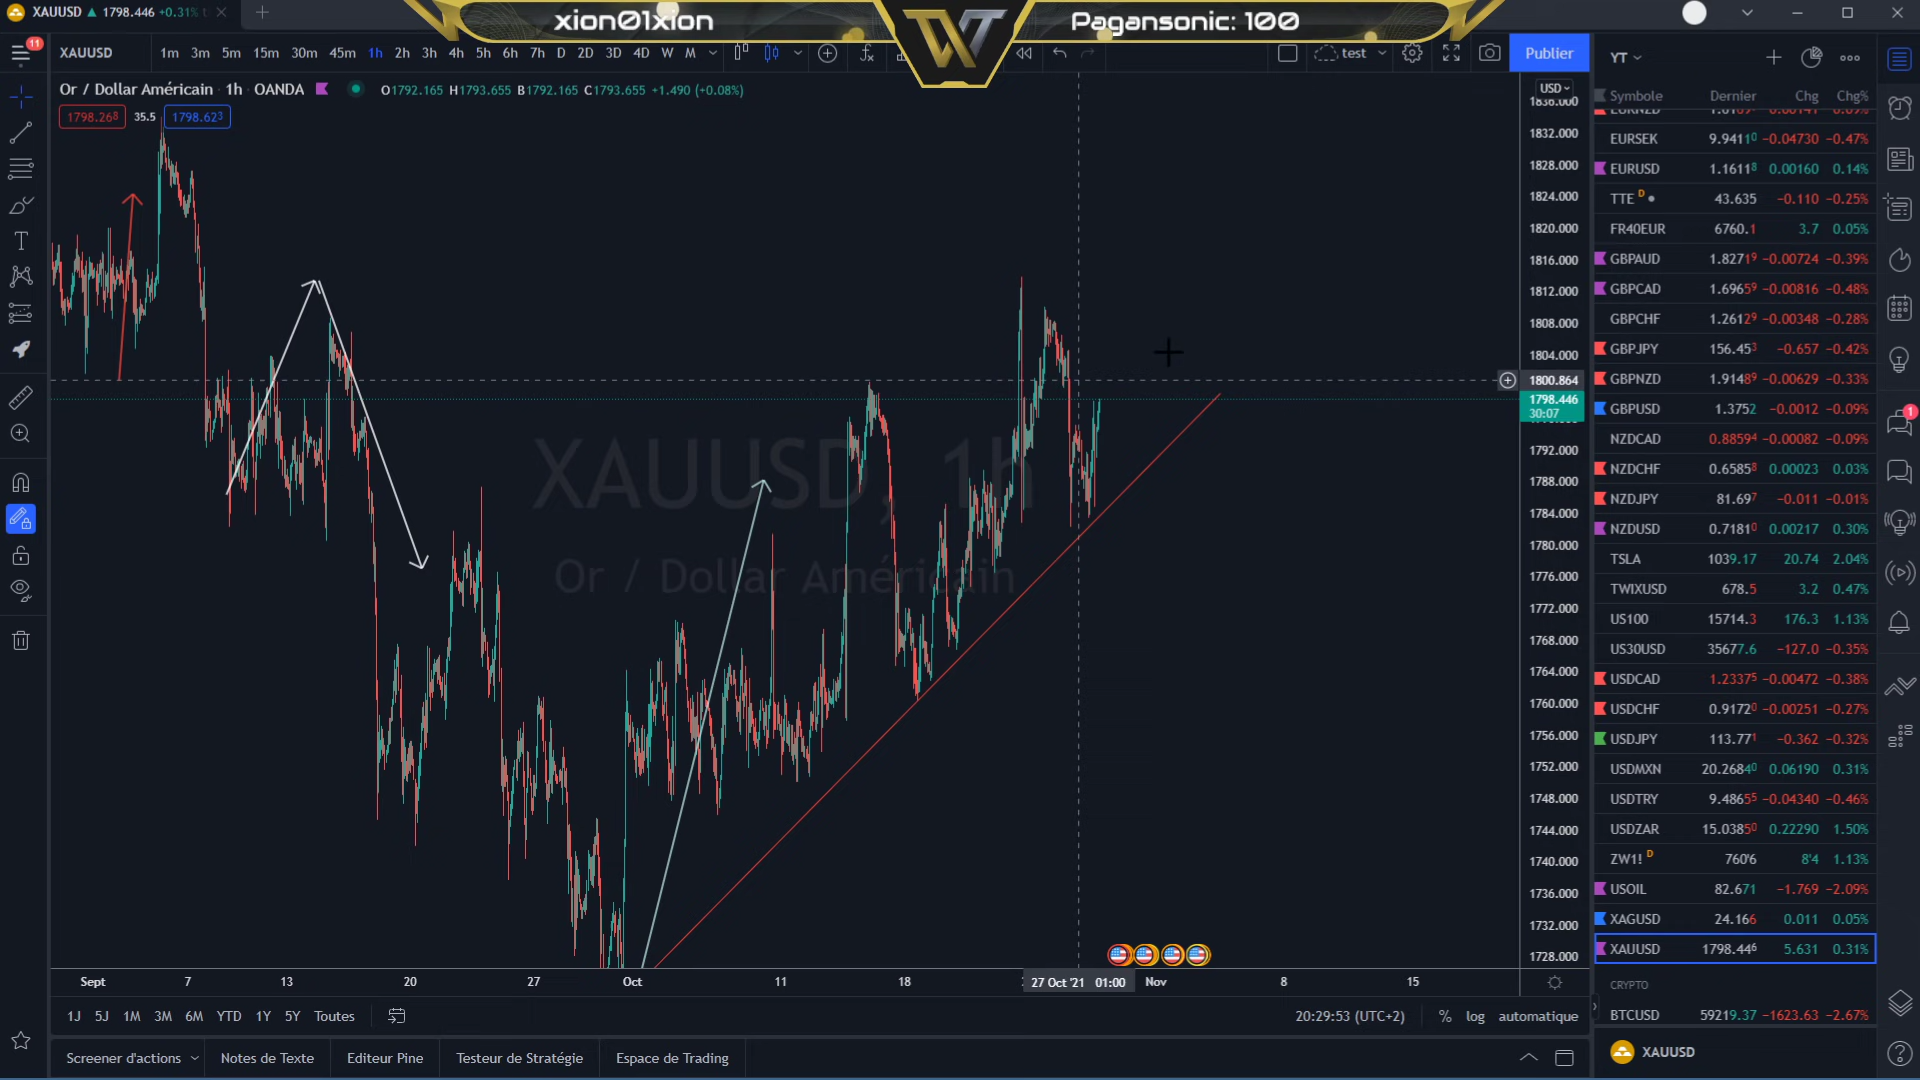 XAUUSD ▲ 1798.446 +0.31%
xion01xion
Pagansonic: 100
11
XAUUSD
1m 3m 5m 15m 30m 45m 1h 2h 3h 4h 5h 6h 7h D 2D 3D 4D W M
test
Publier
YT
Or / Dollar Américain · 1h · OANDA
O1792.165 H1793.655 B1792.165 C1793.655 +1.490 (+0.08%)
1798.268 35.5 1798.623
XAUUSD, 1h
Or / Dollar Américain
USD
1836.000
1832.000
1828.000
1824.000
1820.000
1816.000
1812.000
1808.000
1804.000
1800.864
1798.446
30:07
1792.000
1788.000
1784.000
1780.000
1776.000
1772.000
1768.000
1764.000
1760.000
1756.000
1752.000
1748.000
1744.000
1740.000
1736.000
1732.000
1728.000
Sept 7 13 20 27 Oct 11 18 27 Oct '21 01:00 Nov 8 15
1J 5J 1M 3M 6M YTD 1Y 5Y Toutes
20:29:53 (UTC+2) % log automatique
Screener d'actions Notes de Texte Editeur Pine Testeur de Stratégie Espace de Trading
Symbole Dernier Chg Chg%
EURSEK 9.94110 −0.04730 −0.47%
EURUSD 1.16118 0.00160 0.14%
TTE D 43.635 −0.110 −0.25%
FR40EUR 6760.1 3.7 0.05%
GBPAUD 1.82719 −0.00724 −0.39%
GBPCAD 1.69659 −0.00816 −0.48%
GBPCHF 1.26129 −0.00348 −0.28%
GBPJPY 156.453 −0.657 −0.42%
GBPNZD 1.91489 −0.00629 −0.33%
GBPUSD 1.3752 −0.0012 −0.09%
NZDCAD 0.88594 −0.00082 −0.09%
NZDCHF 0.65858 0.00023 0.03%
NZDJPY 81.697 −0.011 −0.01%
NZDUSD 0.71810 0.00217 0.30%
TSLA 1039.17 20.74 2.04%
TWIXUSD 678.5 3.2 0.47%
US100 15714.3 176.3 1.13%
US30USD 35677.6 −127.0 −0.35%
USDCAD 1.23375 −0.00472 −0.38%
USDCHF 0.91720 −0.00251 −0.27%
USDJPY 113.771 −0.362 −0.32%
USDMXN 20.26840 0.06190 0.31%
USDTRY 9.48655 −0.04340 −0.46%
USDZAR 15.03850 0.22290 1.50%
ZW1! D 760'6 8'4 1.13%
USOIL 82.671 −1.769 −2.09%
XAGUSD 24.166 0.011 0.05%
XAUUSD 1798.446 5.631 0.31%
CRYPTO
BTCUSD 59219.37 −1623.63 −2.67%
XAUUSD
1